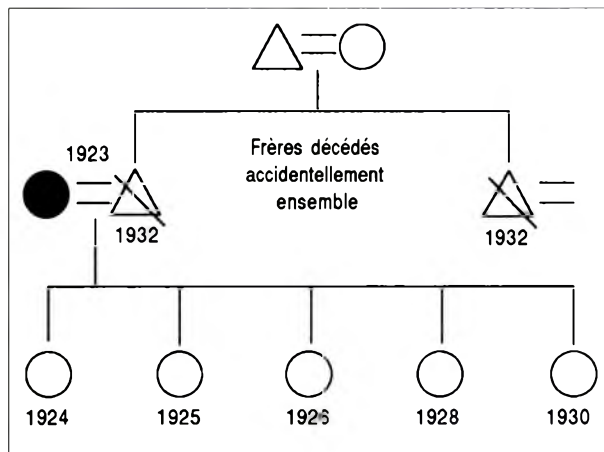 Frères décédés
accidentellement
ensemble
1923
1932
1932
1924 1925 1926 1928 1930